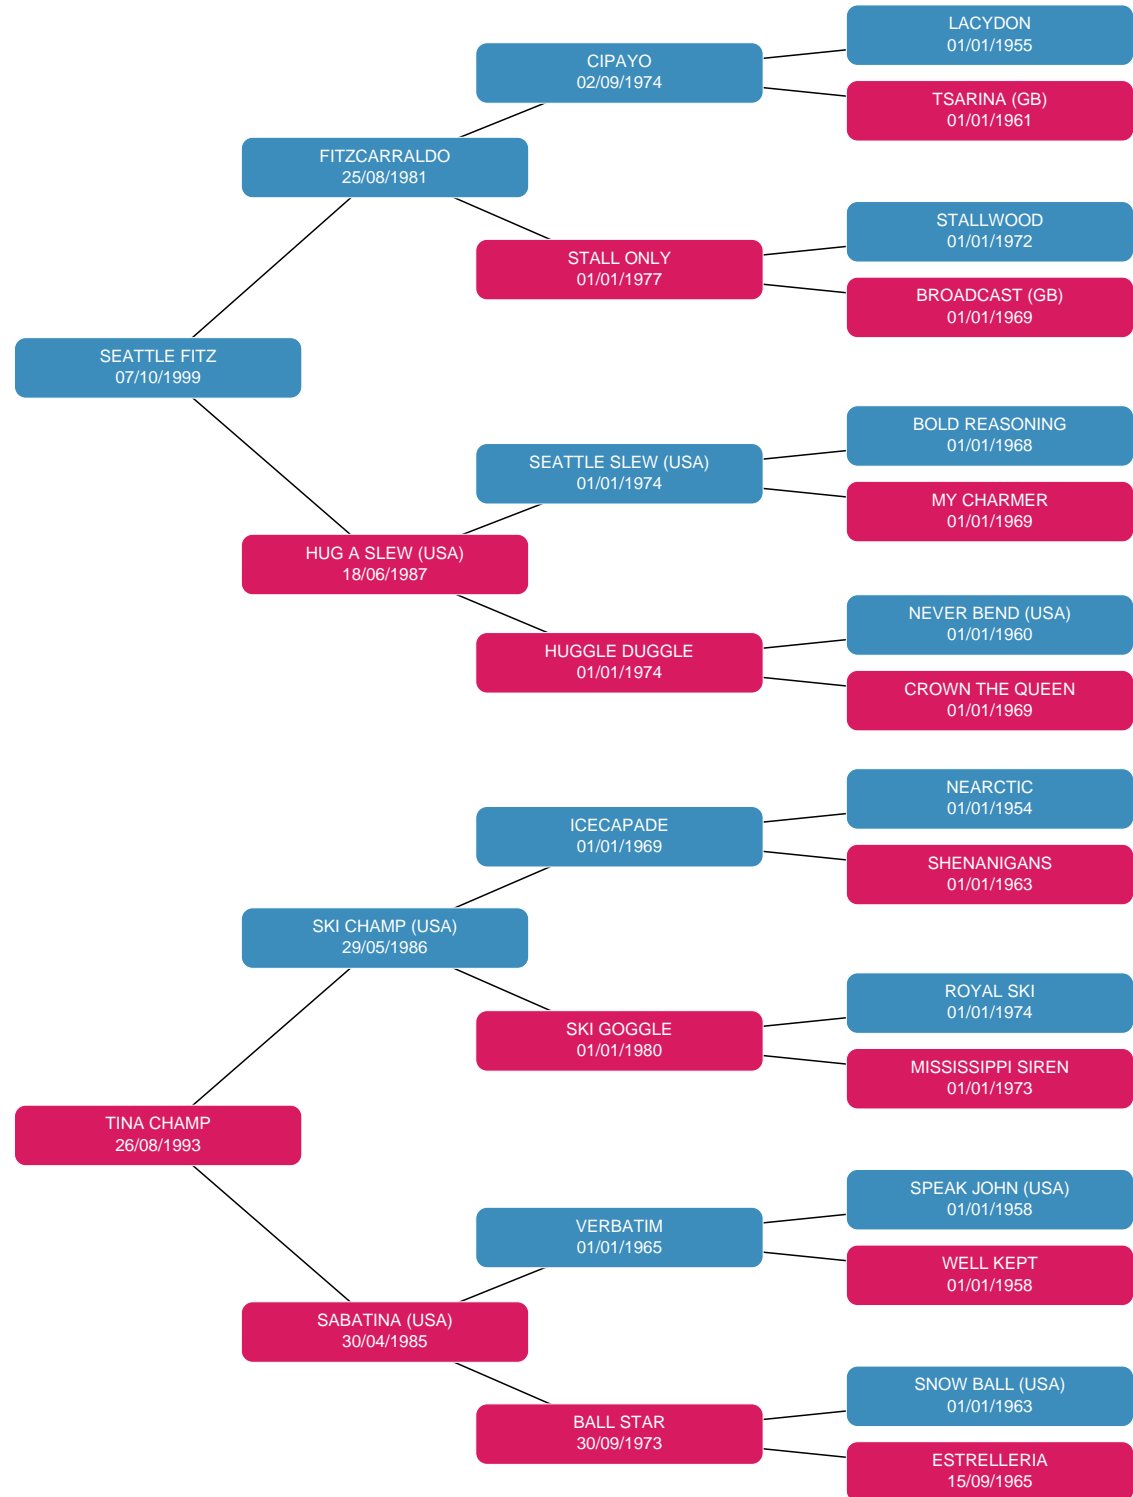 LACYDON
01/01/1955
CIPAYO
02/09/1974
TSARINA (GB)
01/01/1961
FITZCARRALDO
25/08/1981
STALLWOOD
01/01/1972
STALL ONLY
01/01/1977
BROADCAST (GB)
01/01/1969
SEATTLE FITZ
07/10/1999
BOLD REASONING
01/01/1968
SEATTLE SLEW (USA)
01/01/1974
MY CHARMER
01/01/1969
HUG A SLEW (USA)
18/06/1987
NEVER BEND (USA)
01/01/1960
HUGGLE DUGGLE
01/01/1974
CROWN THE QUEEN
01/01/1969
NEARCTIC
01/01/1954
ICECAPADE
01/01/1969
SHENANIGANS
01/01/1963
SKI CHAMP (USA)
29/05/1986
ROYAL SKI
01/01/1974
SKI GOGGLE
01/01/1980
MISSISSIPPI SIREN
01/01/1973
TINA CHAMP
26/08/1993
SPEAK JOHN (USA)
01/01/1958
VERBATIM
01/01/1965
WELL KEPT
01/01/1958
SABATINA (USA)
30/04/1985
SNOW BALL (USA)
01/01/1963
BALL STAR
30/09/1973
ESTRELLERIA
15/09/1965